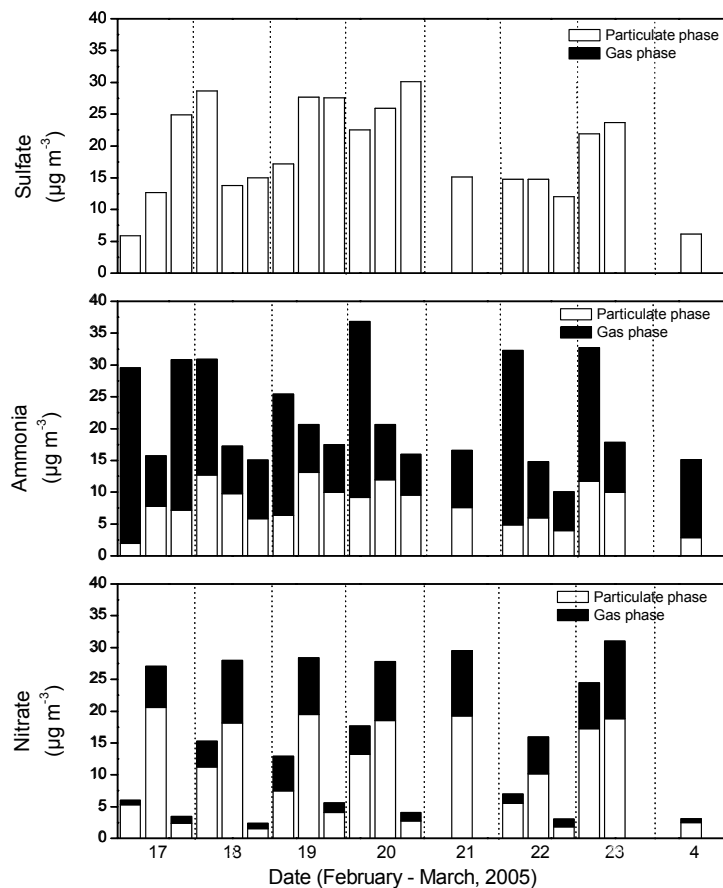 40
35
30
25
20
15
10
5
0
Sulfate
(µg m-3)
Particulate phase
Gas phase
40
35
30
25
20
15
10
5
0
Ammonia
(µg m-3)
Particulate phase
Gas phase
40
35
30
25
20
15
10
5
0
Nitrate
(µg m-3)
Particulate phase
Gas phase
17 18 19 20 21 22 23 4
Date (February - March, 2005)